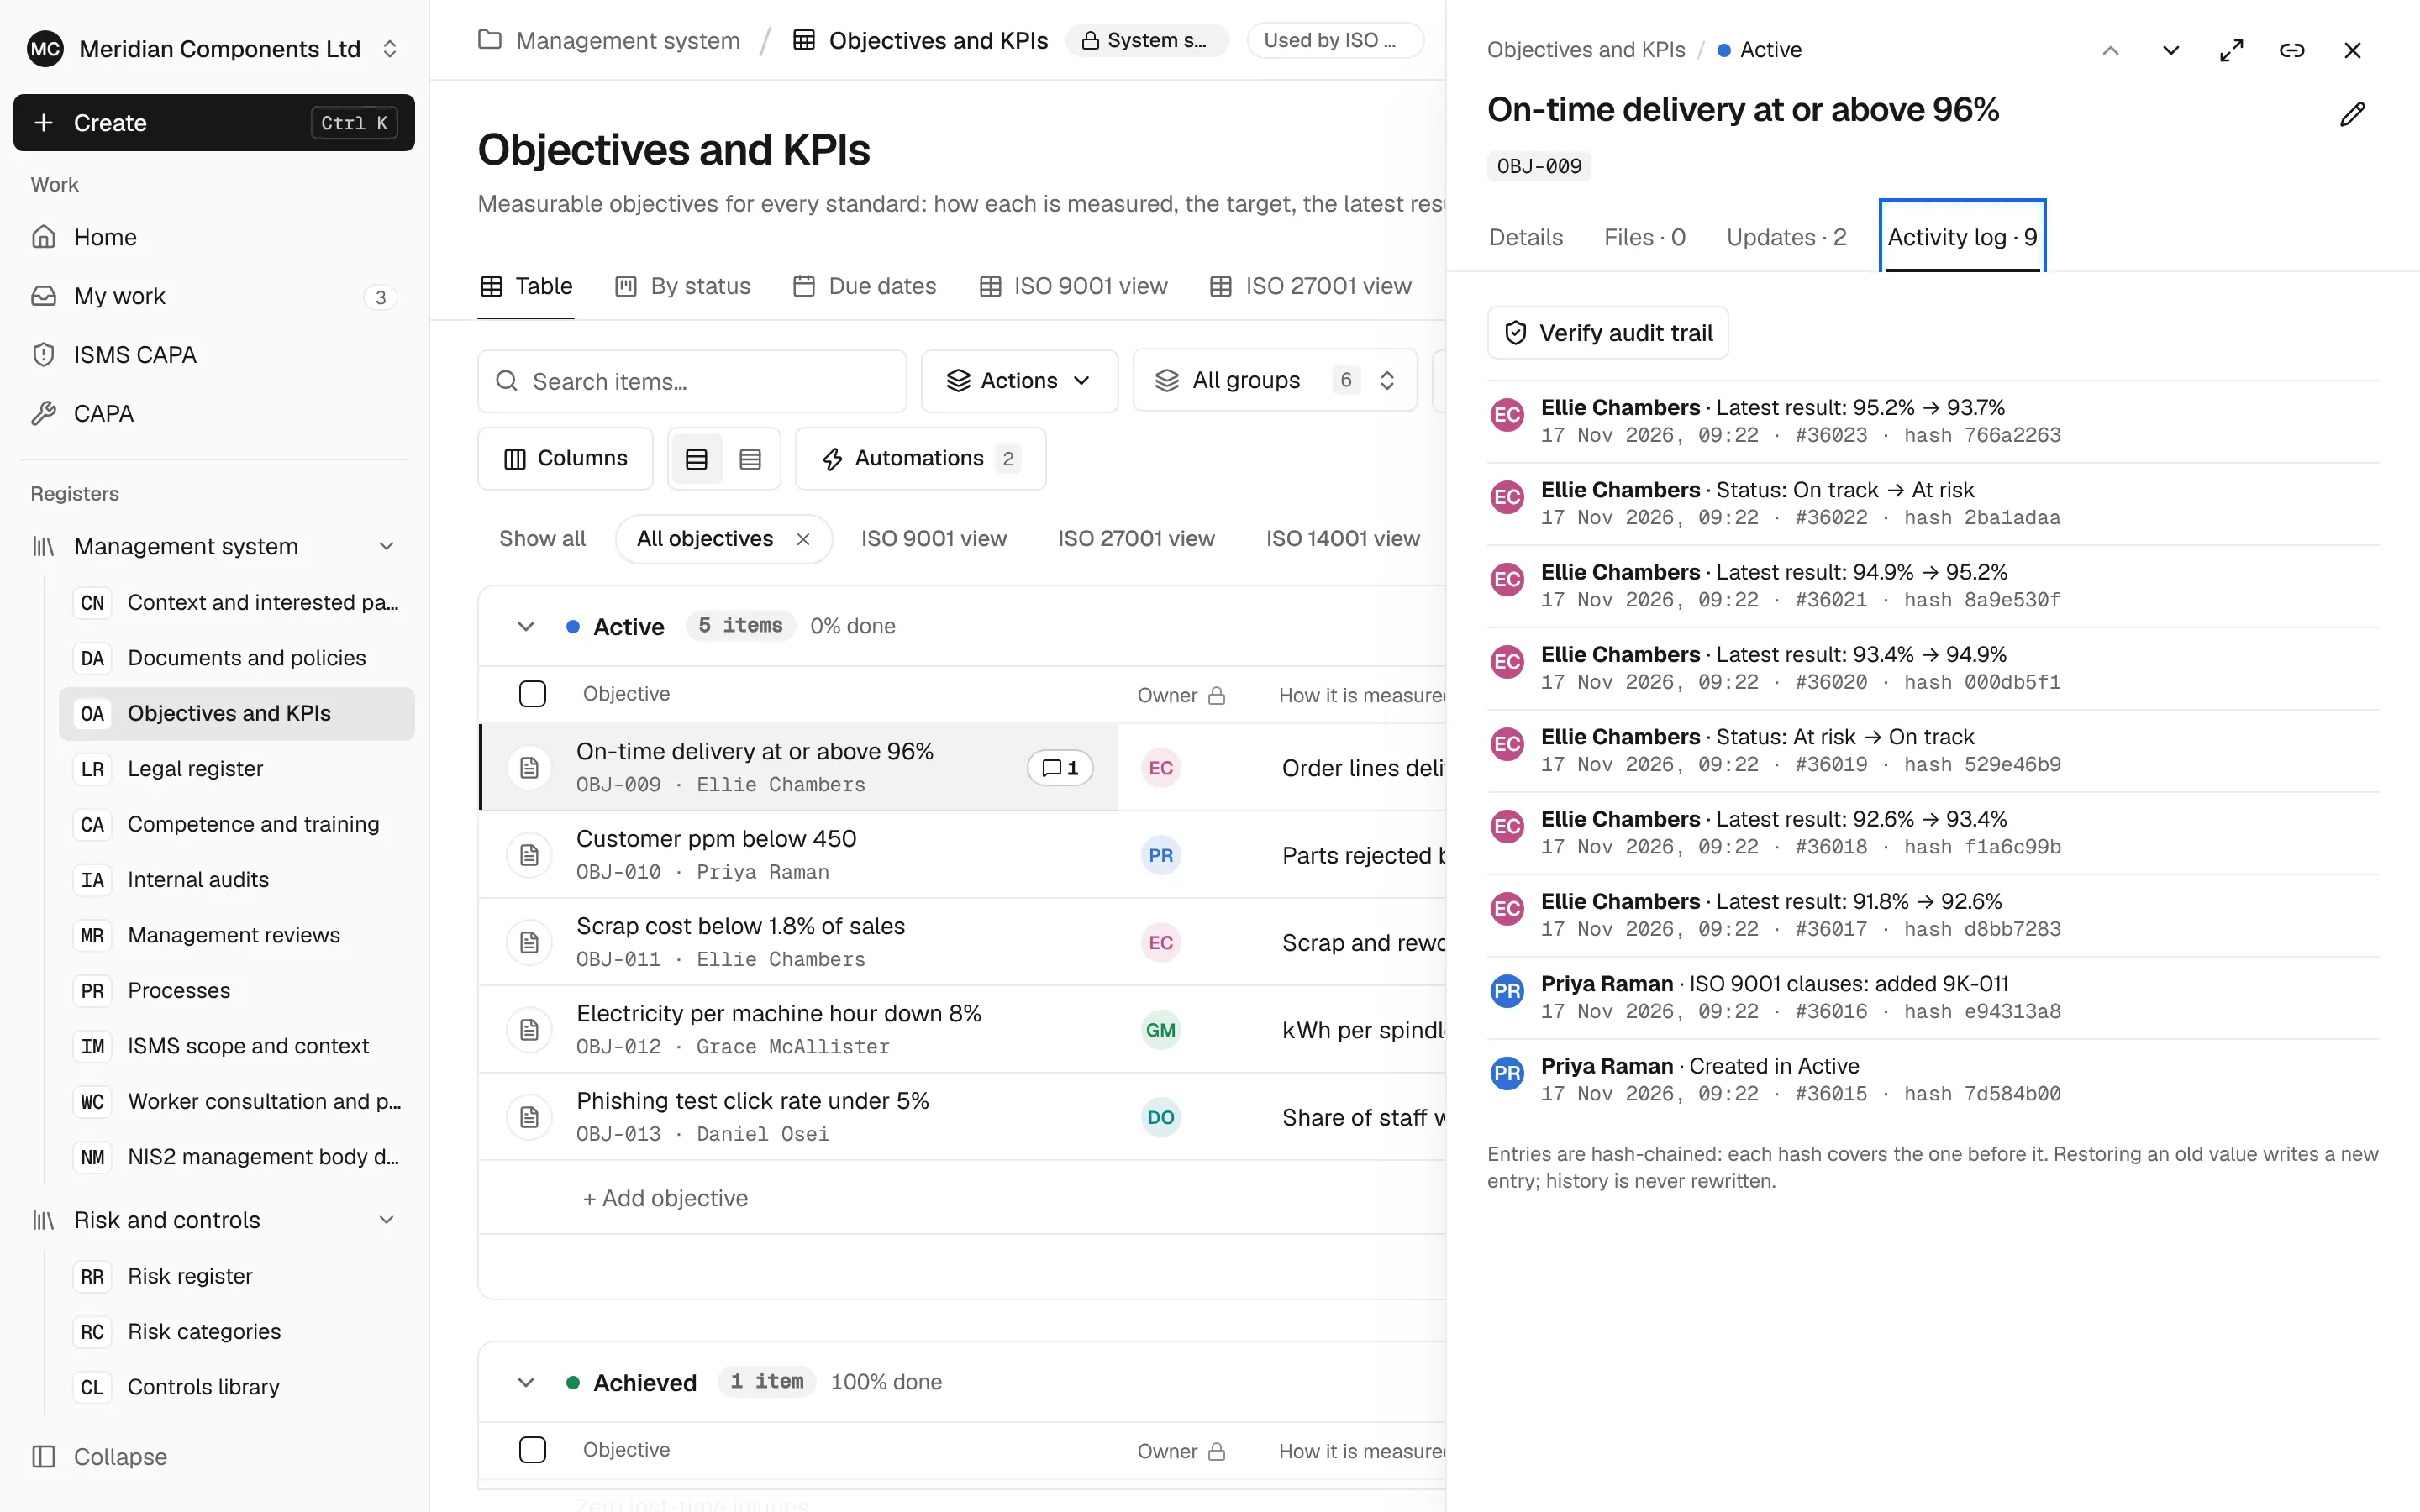 MC Meridian Components Ltd
+ Create Ctrl K
Work
Home
My work 3
ISMS CAPA
CAPA
Registers
Management system
CN Context and interested pa...
DA Documents and policies
OA Objectives and KPIs
LR Legal register
CA Competence and training
IA Internal audits
MR Management reviews
PR Processes
IM ISMS scope and context
WC Worker consultation and p...
NM NIS2 management body d...
Risk and controls
RR Risk register
RC Risk categories
CL Controls library
Collapse
Management system / Objectives and KPIs System s... Used by ISO ...
Objectives and KPIs
Measurable objectives for every standard: how each is measured, the target, the latest
Table By status Due dates ISO 9001 view ISO 27001 view
Search items... Actions All groups 6
Columns Automations 2
Show all All objectives × ISO 9001 view ISO 27001 view ISO 14001 view
Active 5 items 0% done
Objective Owner How it is measured
On-time delivery at or above 96%
OBJ-009 · Ellie Chambers
1 EC Order lines
Customer ppm below 450
OBJ-010 · Priya Raman
PR Parts rejected
Scrap cost below 1.8% of sales
OBJ-011 · Ellie Chambers
EC Scrap and
Electricity per machine hour down 8%
OBJ-012 · Grace McAllister
GM kWh per
Phishing test click rate under 5%
OBJ-013 · Daniel Osei
DO Share of staff
+ Add objective
Achieved 1 item 100% done
Objective Owner How it is measured
Zero lost-time injuries
Objectives and KPIs / Active
On-time delivery at or above 96%
OBJ-009
Details Files · 0 Updates · 2 Activity log · 9
Verify audit trail
EC Ellie Chambers · Latest result: 95.2% → 93.7%
17 Nov 2026, 09:22 · #36023 · hash 766a2263
EC Ellie Chambers · Status: On track → At risk
17 Nov 2026, 09:22 · #36022 · hash 2ba1adaa
EC Ellie Chambers · Latest result: 94.9% → 95.2%
17 Nov 2026, 09:22 · #36021 · hash 8a9e530f
EC Ellie Chambers · Latest result: 93.4% → 94.9%
17 Nov 2026, 09:22 · #36020 · hash 000db5f1
EC Ellie Chambers · Status: At risk → On track
17 Nov 2026, 09:22 · #36019 · hash 529e46b9
EC Ellie Chambers · Latest result: 92.6% → 93.4%
17 Nov 2026, 09:22 · #36018 · hash f1a6c99b
EC Ellie Chambers · Latest result: 91.8% → 92.6%
17 Nov 2026, 09:22 · #36017 · hash d8bb7283
PR Priya Raman · ISO 9001 clauses: added 9K-011
17 Nov 2026, 09:22 · #36016 · hash e94313a8
PR Priya Raman · Created in Active
17 Nov 2026, 09:22 · #36015 · hash 7d584b00
Entries are hash-chained: each hash covers the one before it. Restoring an old value writes a new
entry; history is never rewritten.